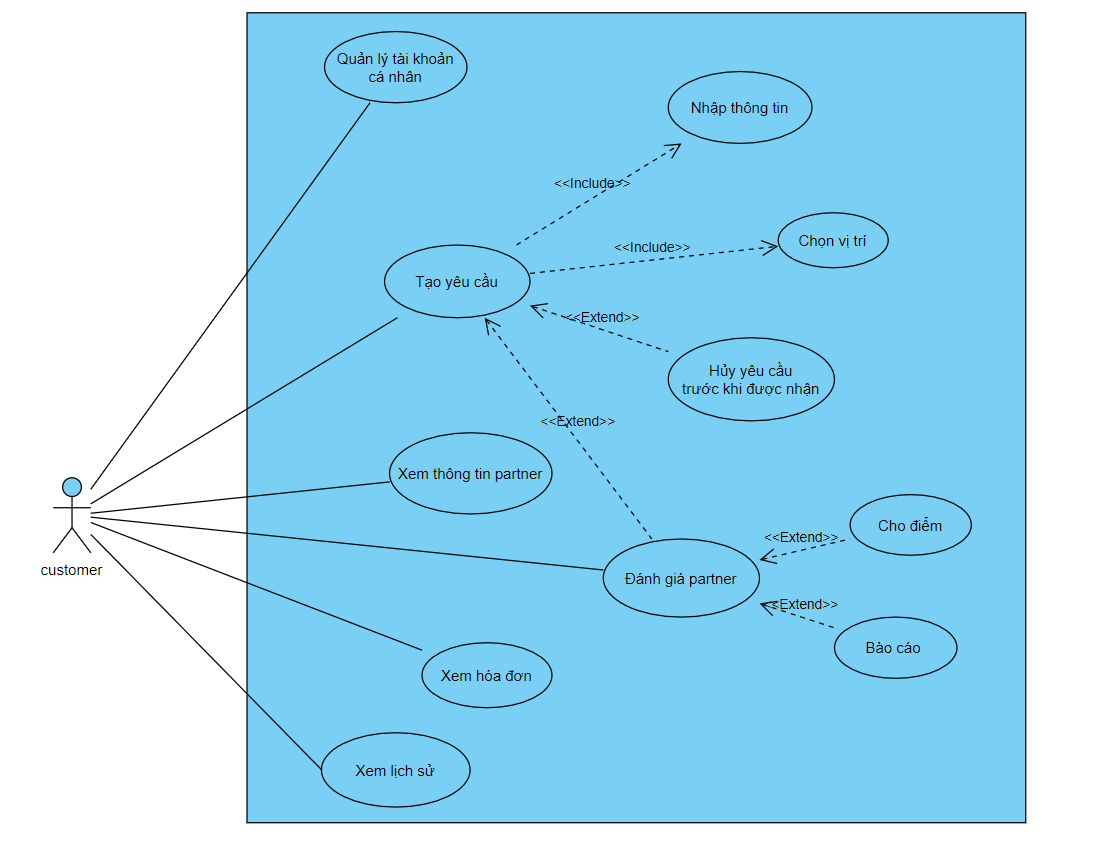 Quản lý tài khoản
cá nhân
Nhập thông tin
<<Include>>
Chọn vị trí
<<Include>>
Tạo yêu cầu
<<Extend>>
Hủy yêu cầu
trước khi được nhận
<<Extend>>
Xem thông tin partner
Cho điểm
<<Extend>>
customer
Đánh giá partner
<<Extend>>
Bào cáo
Xem hóa đơn
Xem lịch sử